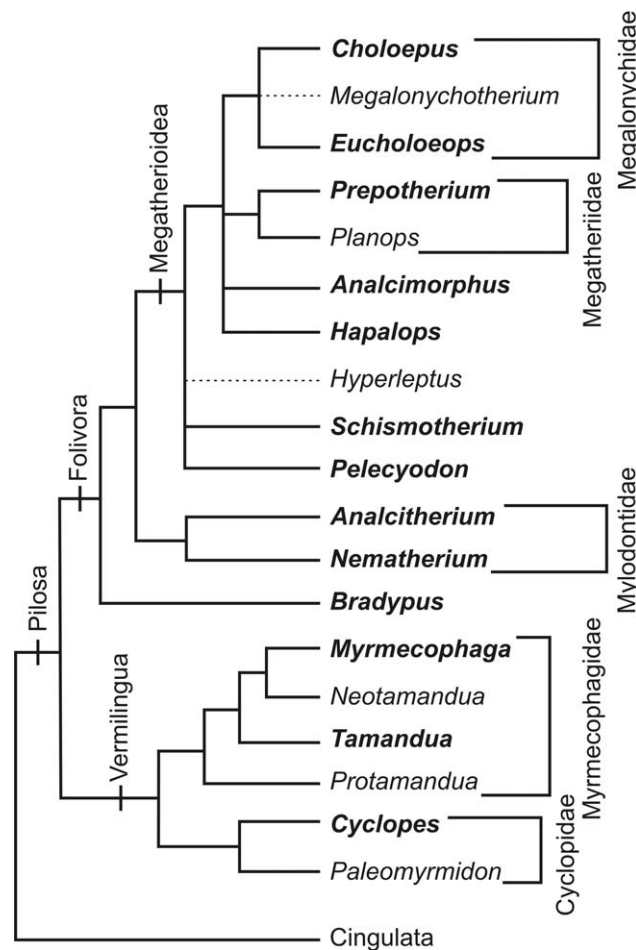 Choloepus
Megalonychotherium
Eucholoeops
Megalonychidae
Prepotherium
Planops
Megatheriidae
Analcimorphus
Hapalops
Hyperleptus
Schismotherium
Pelecyodon
Megatherioidea
Analcitherium
Nematherium
Mylodontidae
Bradypus
Folivora
Pilosa
Myrmecophaga
Neotamandua
Tamandua
Protamandua
Myrmecophagidae
Vermilingua
Cyclopes
Paleomyrmidon
Cyclopidae
Cingulata